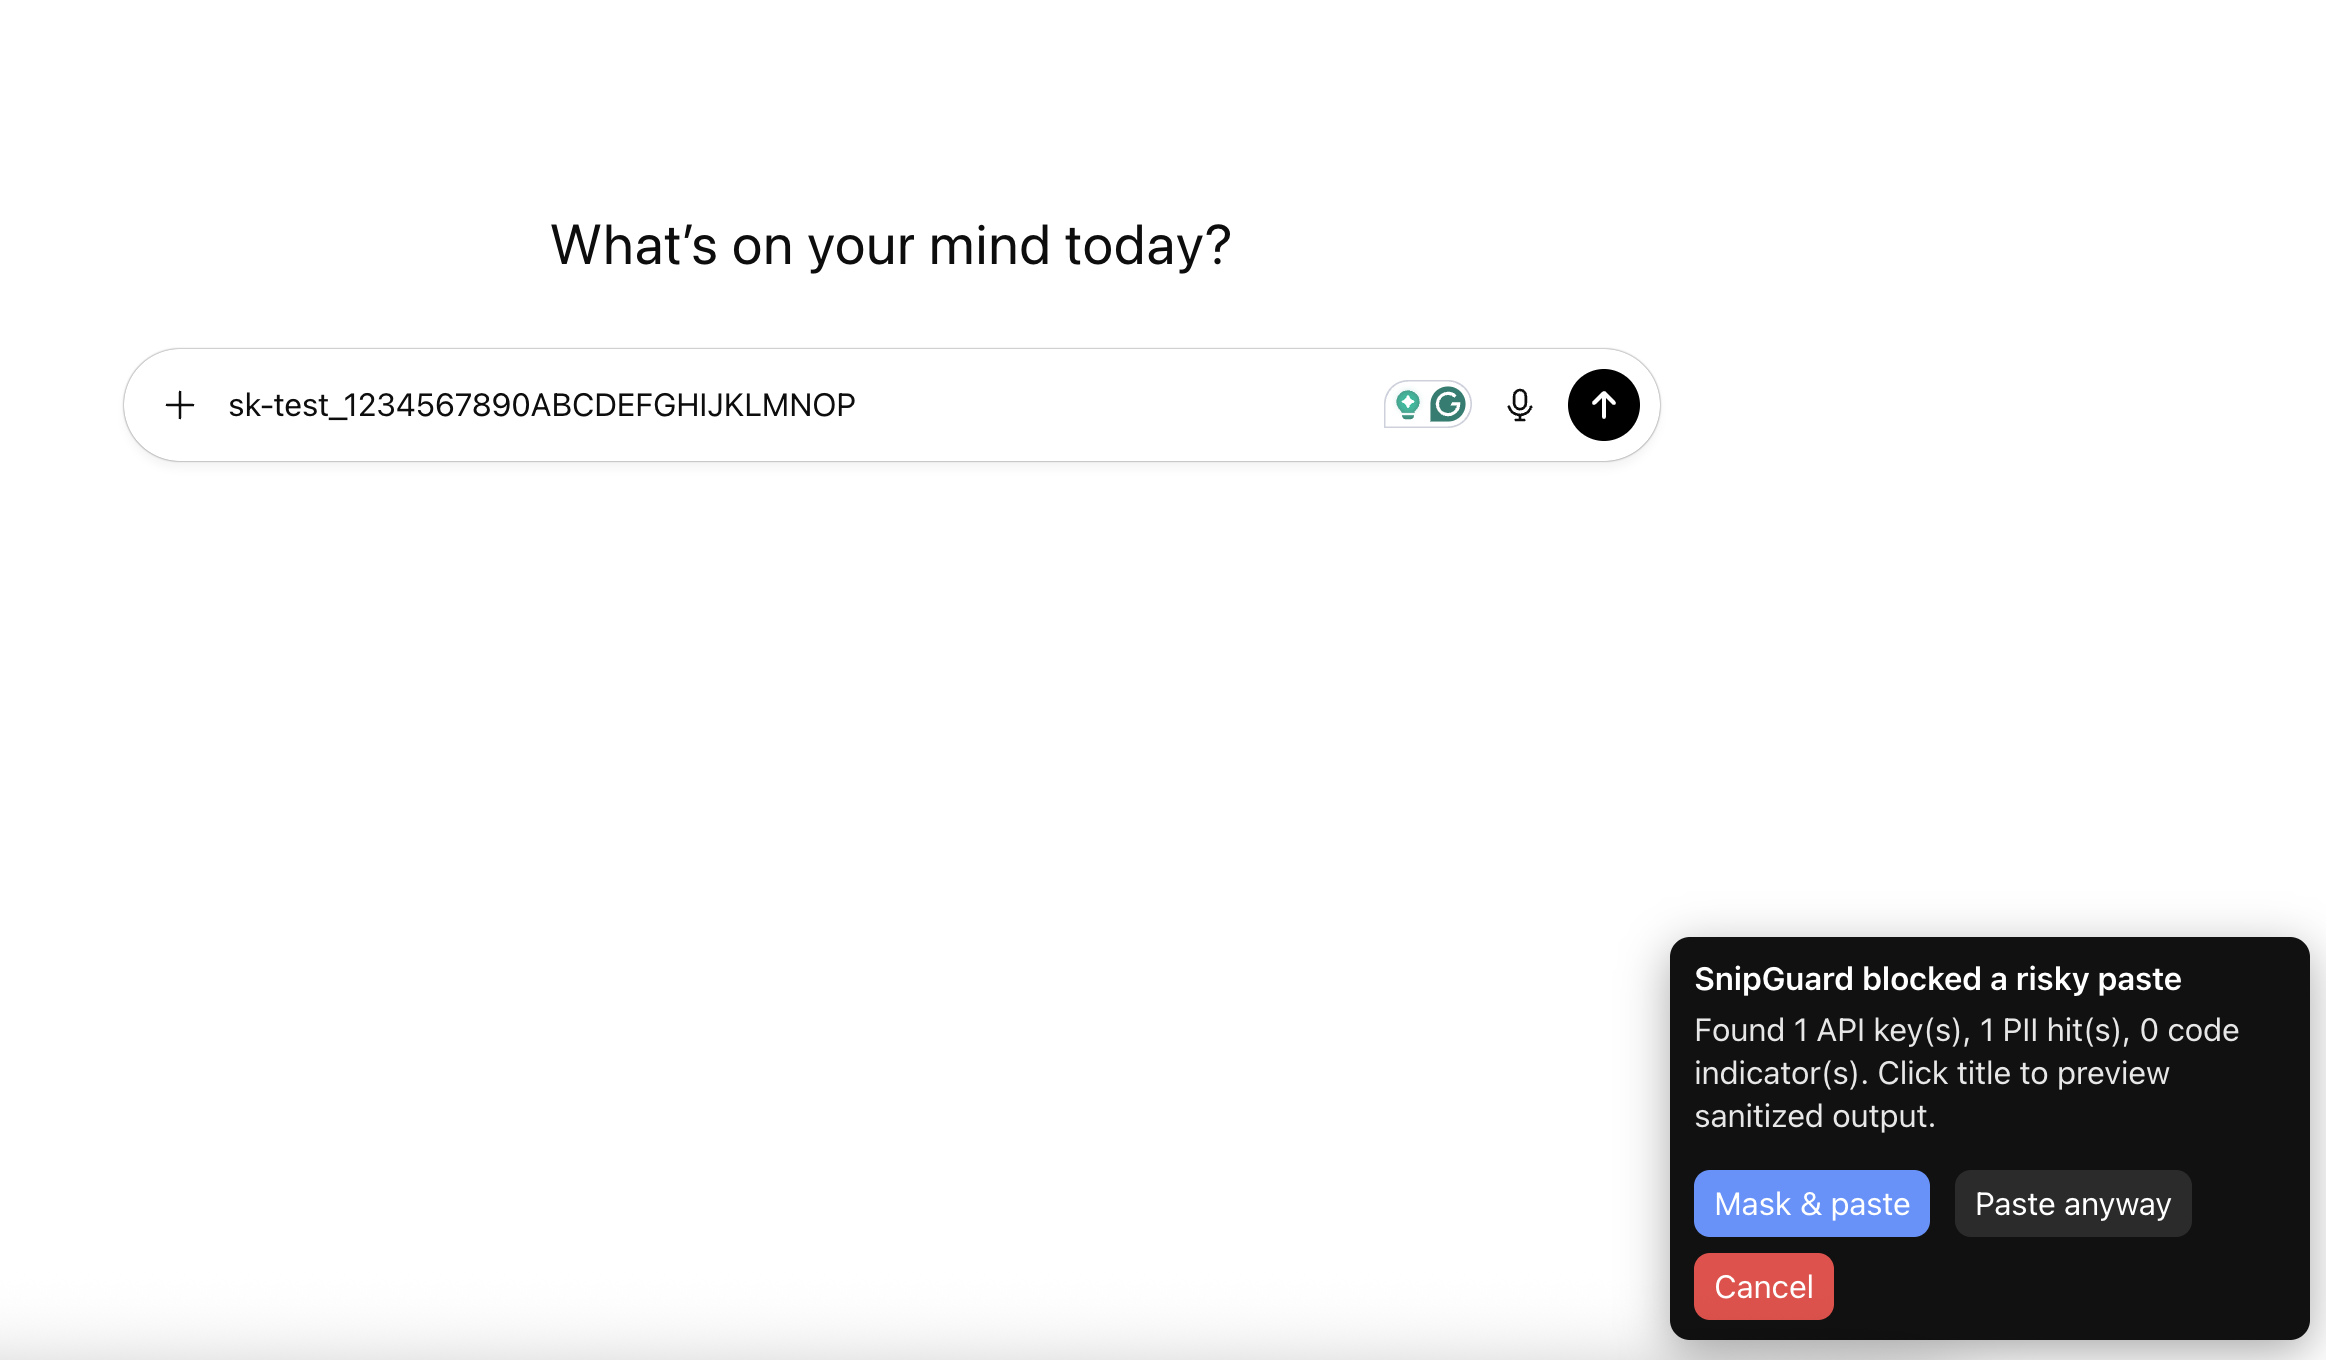 What’s on your mind today?
sk-test_1234567890ABCDEFGHIJKLMNOP
SnipGuard blocked a risky paste
Found 1 API key(s), 1 PII hit(s), 0 code
indicator(s). Click title to preview
sanitized output.
Mask & paste
Paste anyway
Cancel